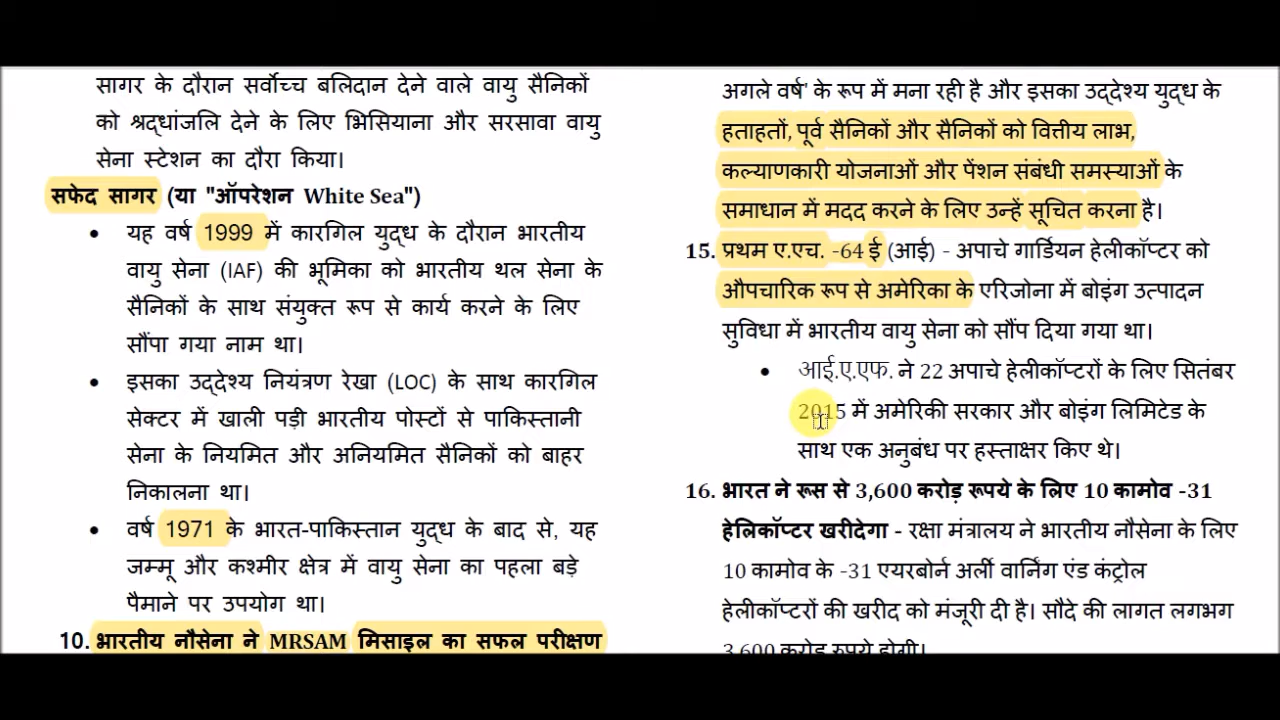 सागर के दौरान सर्वोच्च बलिदान देने वाले वायु सैनिकों
को श्रद्धांजलि देने के लिए भिसियाना और सरसावा वायु
सेना स्टेशन का दौरा किया।
सफेद सागर (या "ऑपरेशन White Sea")
• यह वर्ष 1999 में कारगिल युद्ध के दौरान भारतीय
वायु सेना (IAF) की भूमिका को भारतीय थल सेना के
सैनिकों के साथ संयुक्त रूप से कार्य करने के लिए
सौंपा गया नाम था।
• इसका उद्देश्य नियंत्रण रेखा (LOC) के साथ कारगिल
सेक्टर में खाली पड़ी भारतीय पोस्टों से पाकिस्तानी
सेना के नियमित और अनियमित सैनिकों को बाहर
निकालना था।
• वर्ष 1971 के भारत-पाकिस्तान युद्ध के बाद से, यह
जम्मू और कश्मीर क्षेत्र में वायु सेना का पहला बड़े
पैमाने पर उपयोग था।
10. भारतीय नौसेना ने MRSAM मिसाइल का सफल परीक्षण
अगले वर्ष' के रूप में मना रही है और इसका उद्देश्य युद्ध के
हताहतों, पूर्व सैनिकों और सैनिकों को वित्तीय लाभ,
कल्याणकारी योजनाओं और पेंशन संबंधी समस्याओं के
समाधान में मदद करने के लिए उन्हें सूचित करना है।
15. प्रथम ए.एच. -64 ई (आई) - अपाचे गार्डियन हेलीकॉप्टर को
औपचारिक रूप से अमेरिका के एरिजोना में बोइंग उत्पादन
सुविधा में भारतीय वायु सेना को सौंप दिया गया था।
• आई.ए.एफ. ने 22 अपाचे हेलीकॉप्टरों के लिए सितंबर
2015 में अमेरिकी सरकार और बोइंग लिमिटेड के
साथ एक अनुबंध पर हस्ताक्षर किए थे।
16. भारत ने रूस से 3,600 करोड़ रूपये के लिए 10 कामोव -31
हेलिकॉप्टर खरीदेगा - रक्षा मंत्रालय ने भारतीय नौसेना के लिए
10 कामोव के -31 एयरबोर्न अर्ली वार्निंग एंड कंट्रोल
हेलीकॉप्टरों की खरीद को मंजूरी दी है। सौदे की लागत लगभग
3,600 करोड़ रुपये होगी।